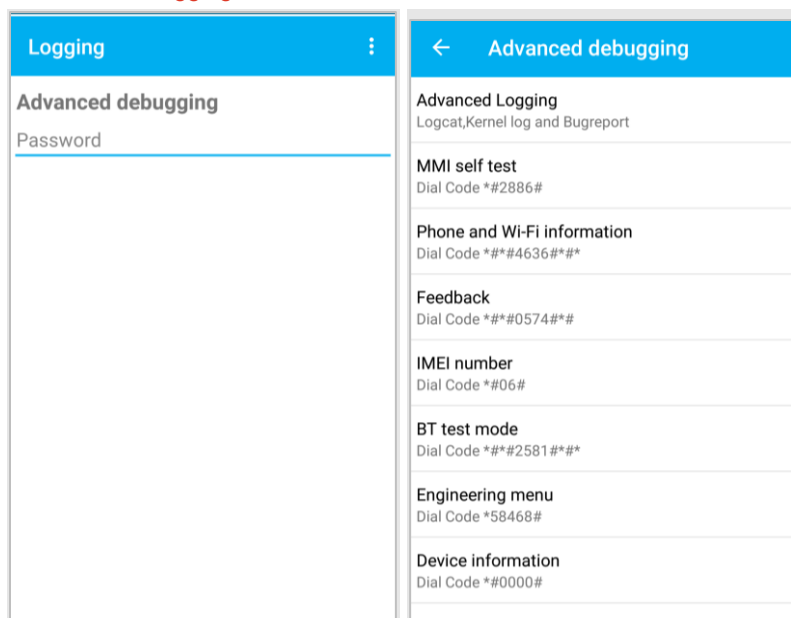 Logging
Advanced debugging
Password
Advanced debugging
Advanced Logging
Logcat,Kernel log and Bugreport
MMI self test
Dial Code *#2886#
Phone and Wi-Fi information
Dial Code *#*#4636#*#*
Feedback
Dial Code *#*#0574#*#
IMEI number
Dial Code *#06#
BT test mode
Dial Code *#*#2581#*#*
Engineering menu
Dial Code *58468#
Device information
Dial Code *#0000#